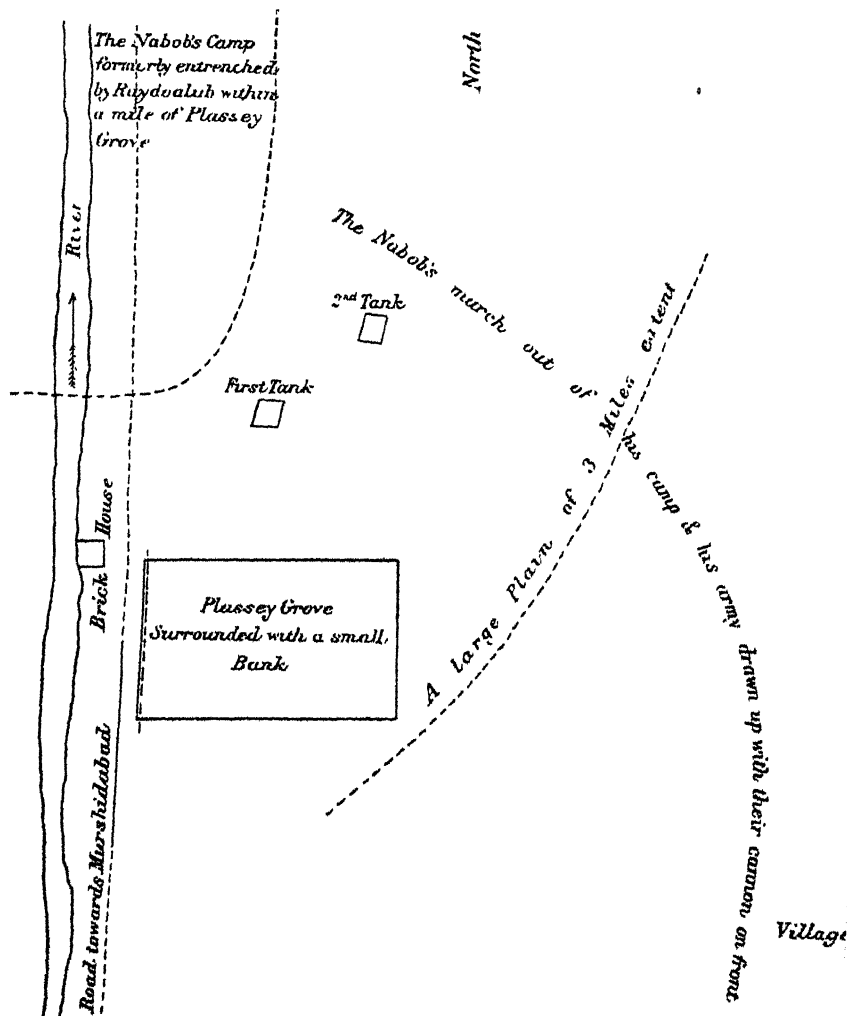 The Nabob's Camp
formerly entrenched
by Raydoalub within
a mile of Plassey
Grove
North
River
The Nabob's march out of his camp & his army drawn up with their cannon on front
2nd Tank
First Tank
A large Plain of 3 Miles extent
Brick House
Plassey Grove
Surrounded with a small
Bank
Road towards Murshidabad
Village